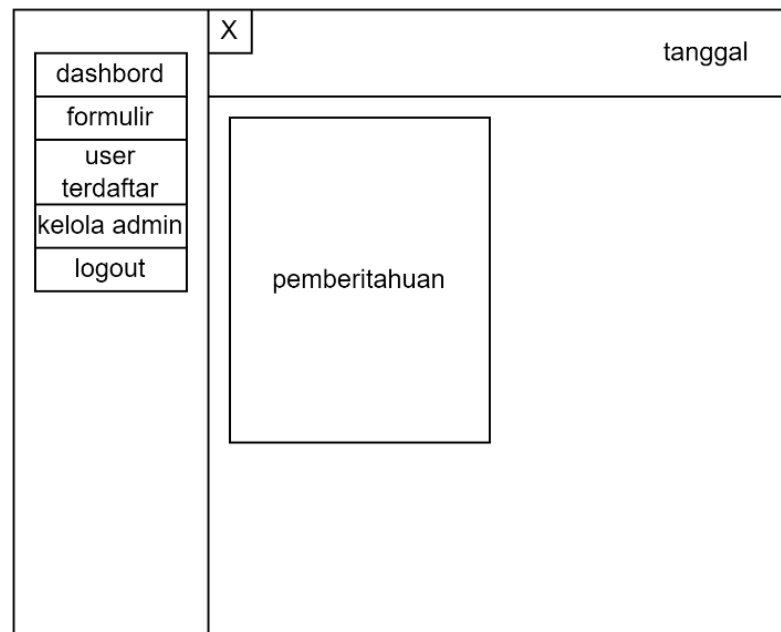 X
tanggal
dashbord
formulir
user
terdaftar
kelola admin
logout
pemberitahuan